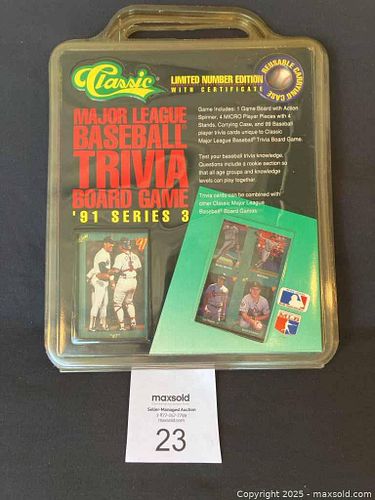 Classic
LIMITED NUMBER EDITION
WITH CERTIFICATE
REUSABLE CARRYING CASE
MAJOR LEAGUE
BASEBALL
TRIVIA
BOARD GAME
'91 SERIES 3
Game Includes: 1 Game Board with Action
Spinner, 4 MICRO Player Pieces with 4
Stands, Carrying Case, and 99 Baseball
player trivia cards unique to Classic
Major League Baseball Trivia Board Game.
Test your baseball trivia knowledge.
Questions include a rookie section so
that all age groups and knowledge
levels can play together.
Trivia cards can be combined with
other Classic Major League
Baseball Board Games.
'91
MLB
maxsold
Seller-Managed Auction
23
Copyright 2025 - maxsold.com